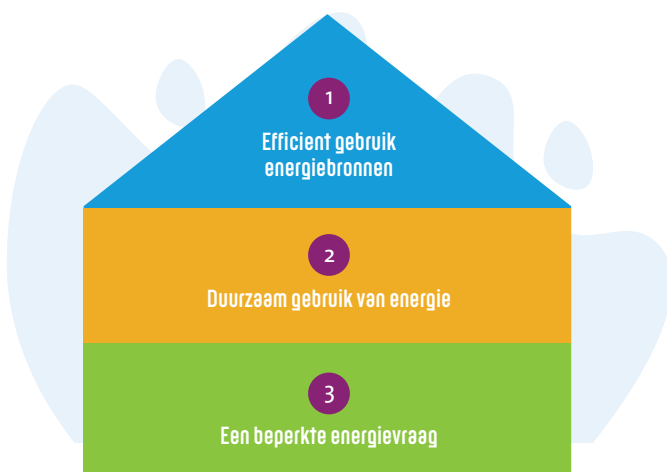 1
Efficient gebruik
energiebronnen
2
Duurzaam gebruik van energie
3
Een beperkte energievraag